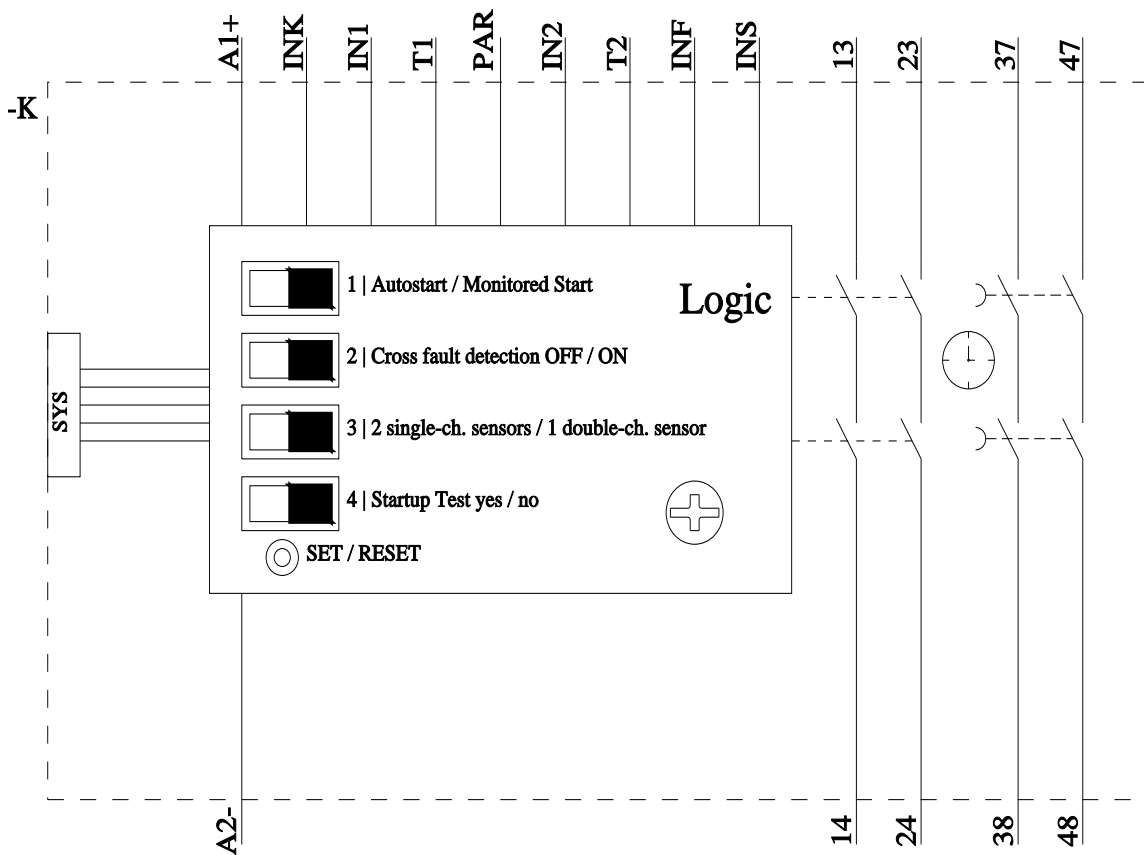 A1+
INK
IN1
T1
PAR
IN2
T2
INF
INS
13
23
37
47
-K
1 | Autostart / Monitored Start
Logic
2 | Cross fault detection OFF / ON
SYS
3 | 2 single-ch. sensors / 1 double-ch. sensor
4 | Startup Test yes / no
SET / RESET
A2-
14
24
38
48